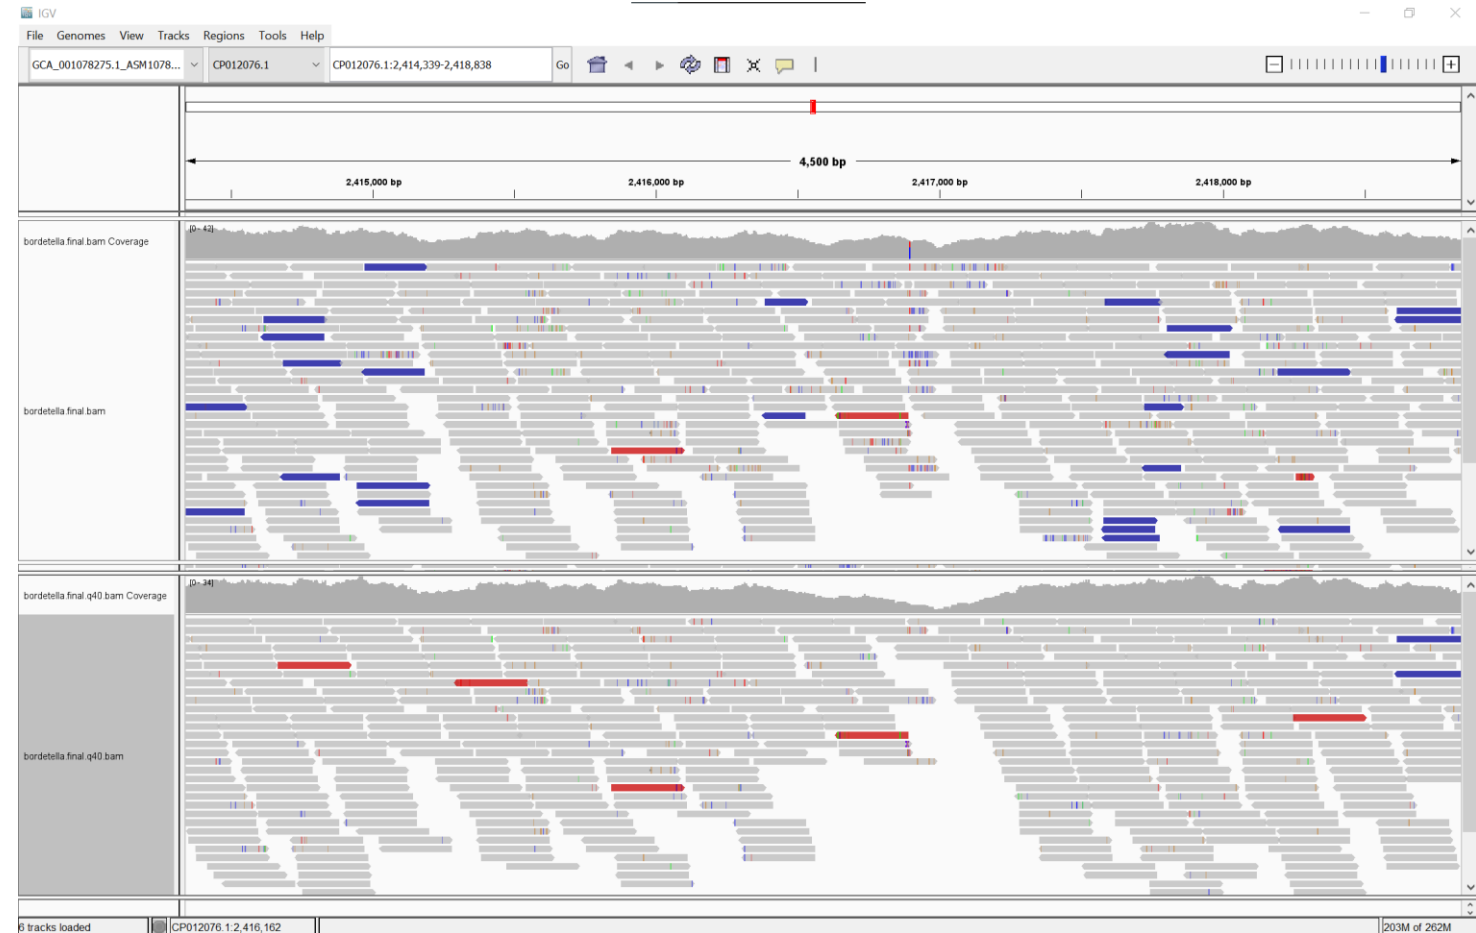 IGV
File Genomes View Tracks Regions Tools Help
GCA_001078275.1_ASM1078... CP012076.1 CP012076.1:2,414,339-2,418,838 Go
4,500 bp
2,415,000 bp 2,416,000 bp 2,417,000 bp 2,418,000 bp
bordetella.final.bam Coverage [0 - 42]
bordetella.final.bam
bordetella.final.q40.bam Coverage [0 - 34]
bordetella.final.q40.bam
6 tracks loaded CP012076.1:2,416,162 203M of 262M